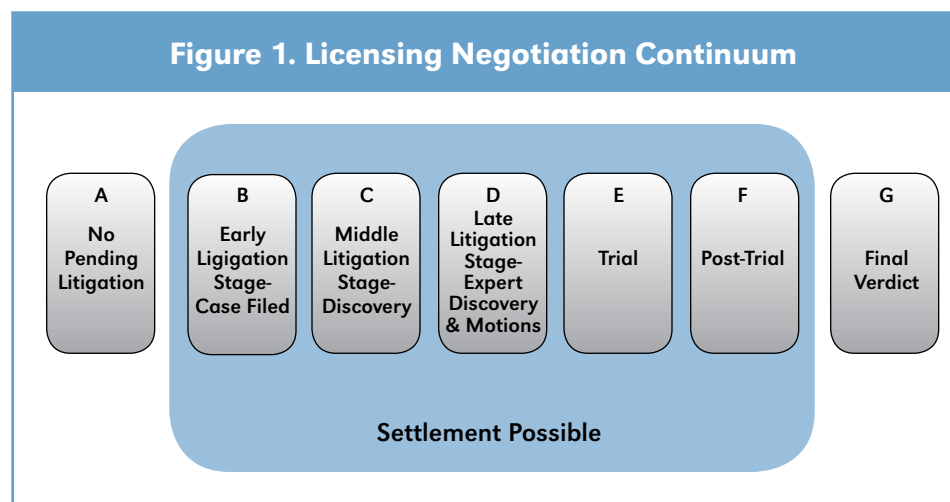 Figure 1. Licensing Negotiation Continuum
A
No
Pending
Litigation
B
Early
Ligigation
Stage-
Case Filed
C
Middle
Litigation
Stage-
Discovery
D
Late
Litigation
Stage-
Expert
Discovery
& Motions
E
Trial
F
Post-Trial
G
Final
Verdict
Settlement Possible